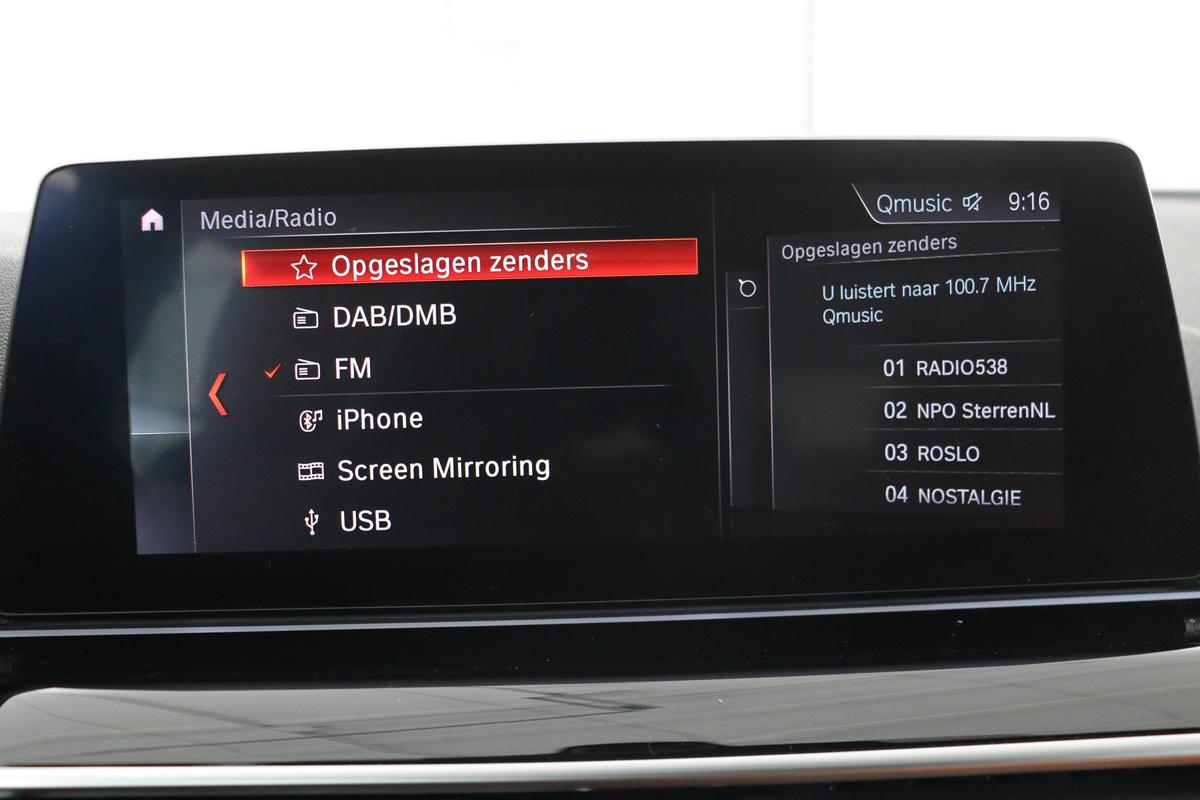 Media/Radio
Opgeslagen zenders
DAB/DMB
FM
iPhone
Screen Mirroring
USB
Qmusic 9:16
Opgeslagen zenders
U luistert naar 100.7 MHz
Qmusic
01 RADIO538
02 NPO SterrenNL
03 ROSLO
04 NOSTALGIE